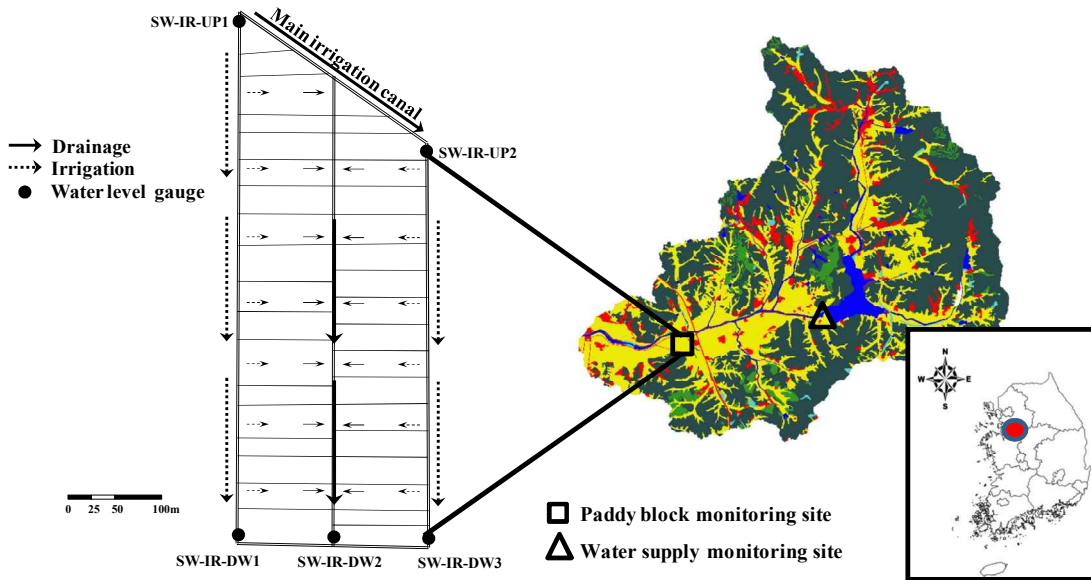 SW-IR-UP1
Main irrigation canal
Drainage
Irrigation
Water level gauge
SW-IR-UP2
0 25 50 100m
SW-IR-DW1 SW-IR-DW2 SW-IR-DW3
N
W E
S
Paddy block monitoring site
Water supply monitoring site